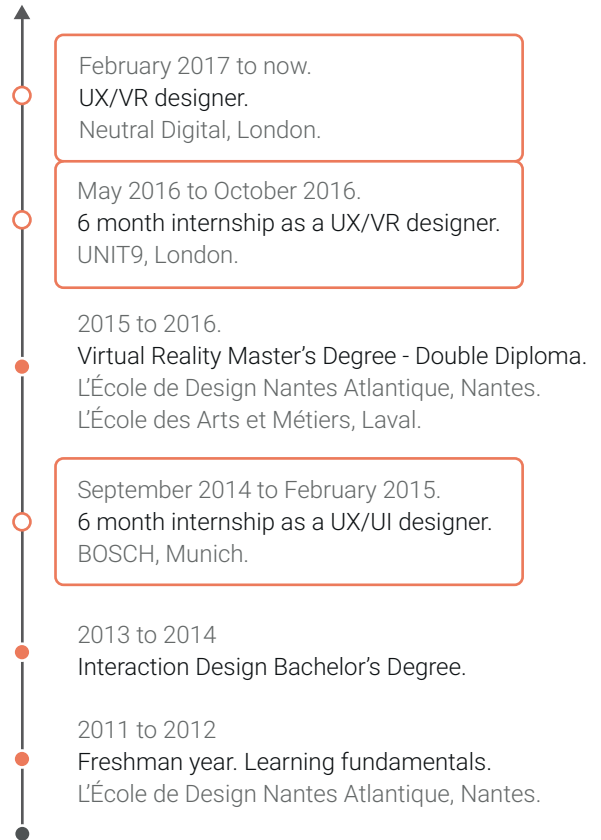 February 2017 to now.
UX/VR designer.
Neutral Digital, London.
May 2016 to October 2016.
6 month internship as a UX/VR designer.
UNIT9, London.
2015 to 2016.
Virtual Reality Master’s Degree - Double Diploma.
L’École de Design Nantes Atlantique, Nantes.
L’École des Arts et Métiers, Laval.
September 2014 to February 2015.
6 month internship as a UX/UI designer.
BOSCH, Munich.
2013 to 2014
Interaction Design Bachelor’s Degree.
2011 to 2012
Freshman year. Learning fundamentals.
L’École de Design Nantes Atlantique, Nantes.